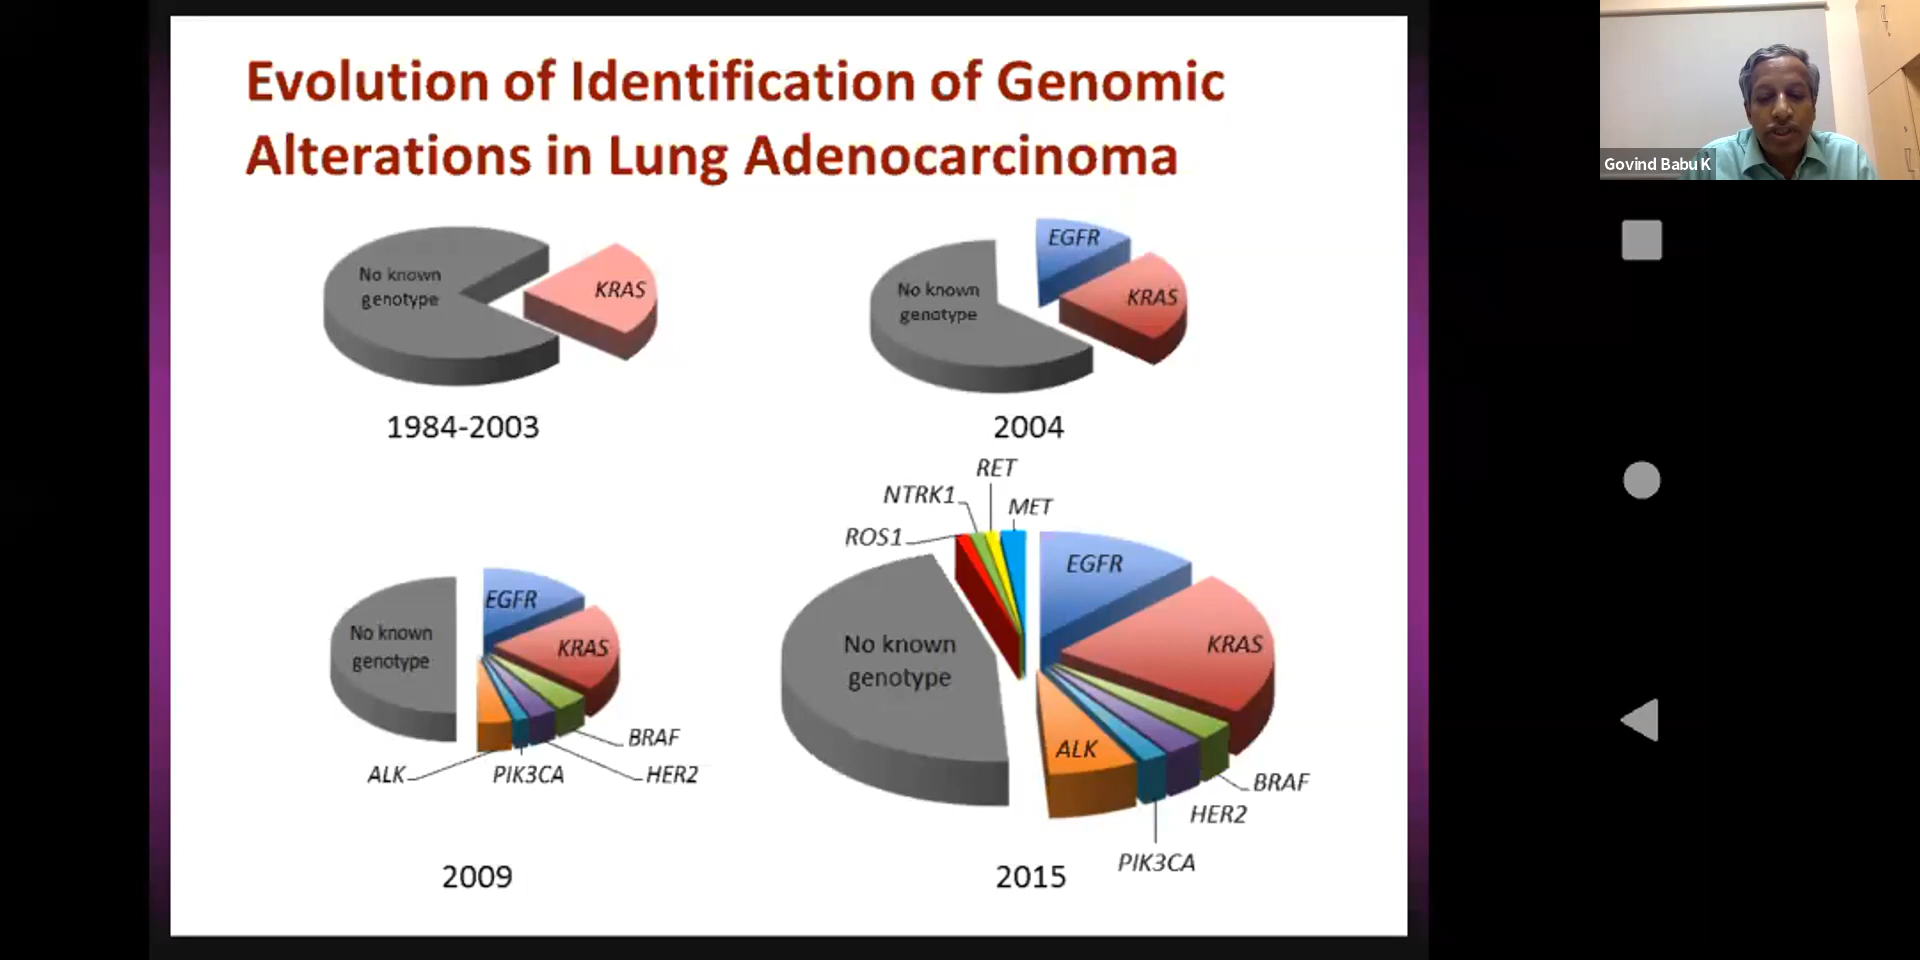 Evolution of Identification of Genomic
Alterations in Lung Adenocarcinoma
Govind Babu K
No known
genotype
KRAS
1984-2003
No known
genotype
EGFR
KRAS
2004
No known
genotype
EGFR
KRAS
BRAF
HER2
PIK3CA
ALK
2009
RET
NTRK1
MET
ROS1
EGFR
No known
genotype
KRAS
ALK
BRAF
HER2
PIK3CA
2015